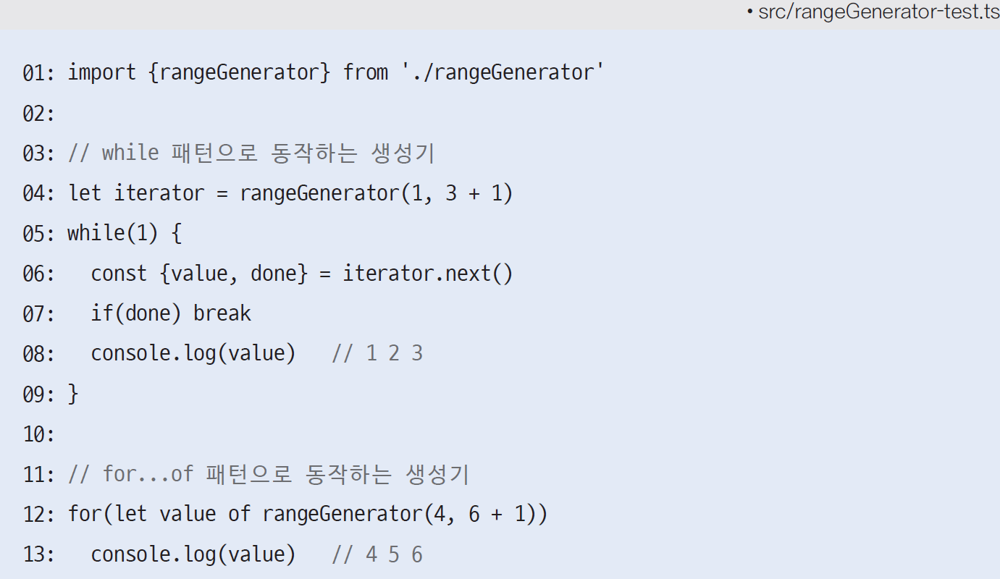 • src/rangeGenerator-test.ts
01: import {rangeGenerator} from './rangeGenerator'
02:
03: // while 패턴으로 동작하는 생성기
04: let iterator = rangeGenerator(1, 3 + 1)
05: while(1) {
06:   const {value, done} = iterator.next()
07:   if(done) break
08:   console.log(value)   // 1 2 3
09: }
10:
11: // for...of 패턴으로 동작하는 생성기
12: for(let value of rangeGenerator(4, 6 + 1))
13:   console.log(value)   // 4 5 6